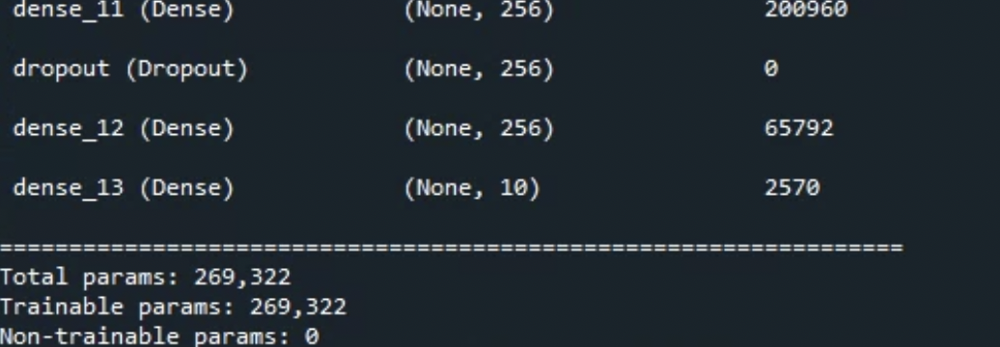 dense_11 (Dense) (None, 256) 200960
dropout (Dropout) (None, 256) 0
dense_12 (Dense) (None, 256) 65792
dense_13 (Dense) (None, 10) 2570
=================================================================
Total params: 269,322
Trainable params: 269,322
Non-trainable params: 0